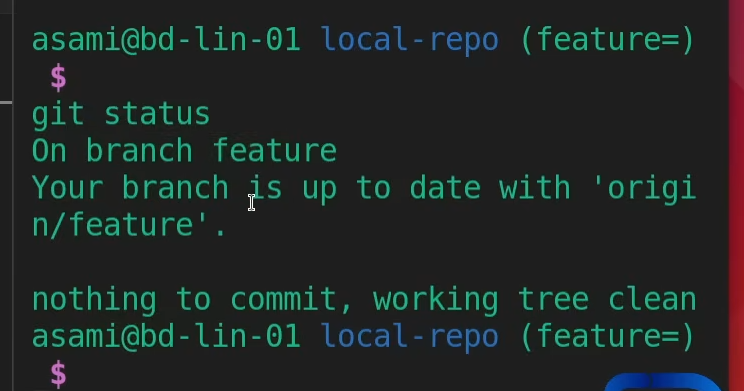 asami@bd-lin-01 local-repo (feature=)
$
git status
On branch feature
Your branch is up to date with 'origi
n/feature'.
nothing to commit, working tree clean
asami@bd-lin-01 local-repo (feature=)
$